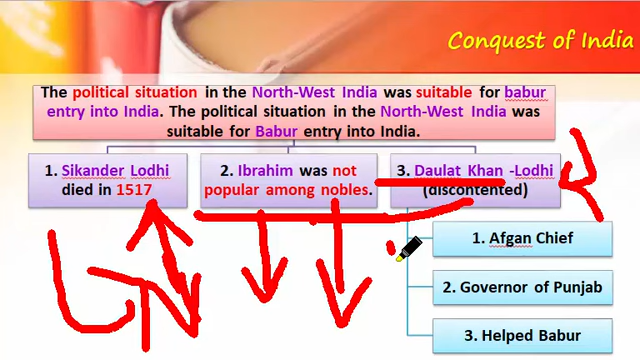 Conquest of India
The political situation in the North-West India was suitable for babur
entry into India. The political situation in the North-West India was
suitable for Babur entry into India.
1. Sikander Lodhi
died in 1517
2. Ibrahim was not
popular among nobles.
3. Daulat Khan -Lodhi
(discontented)
1. Afgan Chief
2. Governor of Punjab
3. Helped Babur